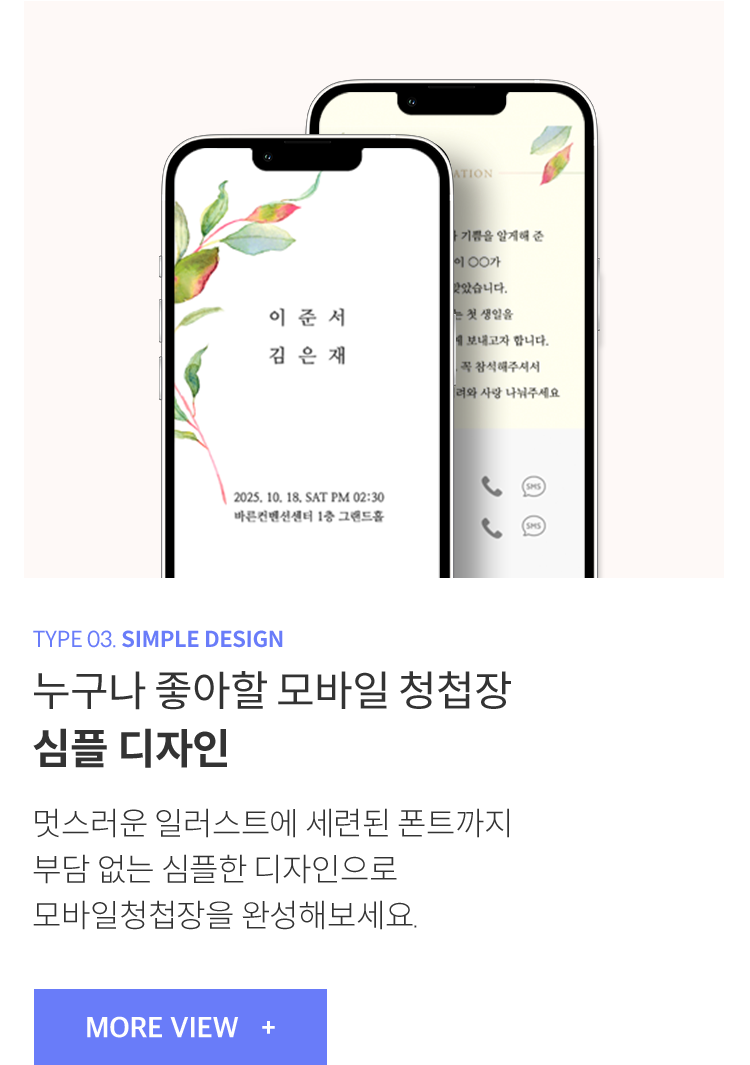 이 준 서
김 은 재
2025. 10. 18. SAT PM 02:30
바른컨벤션센터 1층 그랜드홀
ATION
기쁨을 알게해 준
이 ○○가
맞았습니다.
는 첫 생일을
보내고자 합니다.
꼭 참석해주셔서
려와 사랑 나눠주세요
SMS
SMS
TYPE 03. SIMPLE DESIGN
누구나 좋아할 모바일 청첩장
심플 디자인
멋스러운 일러스트에 세련된 폰트까지
부담 없는 심플한 디자인으로
모바일청첩장을 완성해보세요.
MORE VIEW +